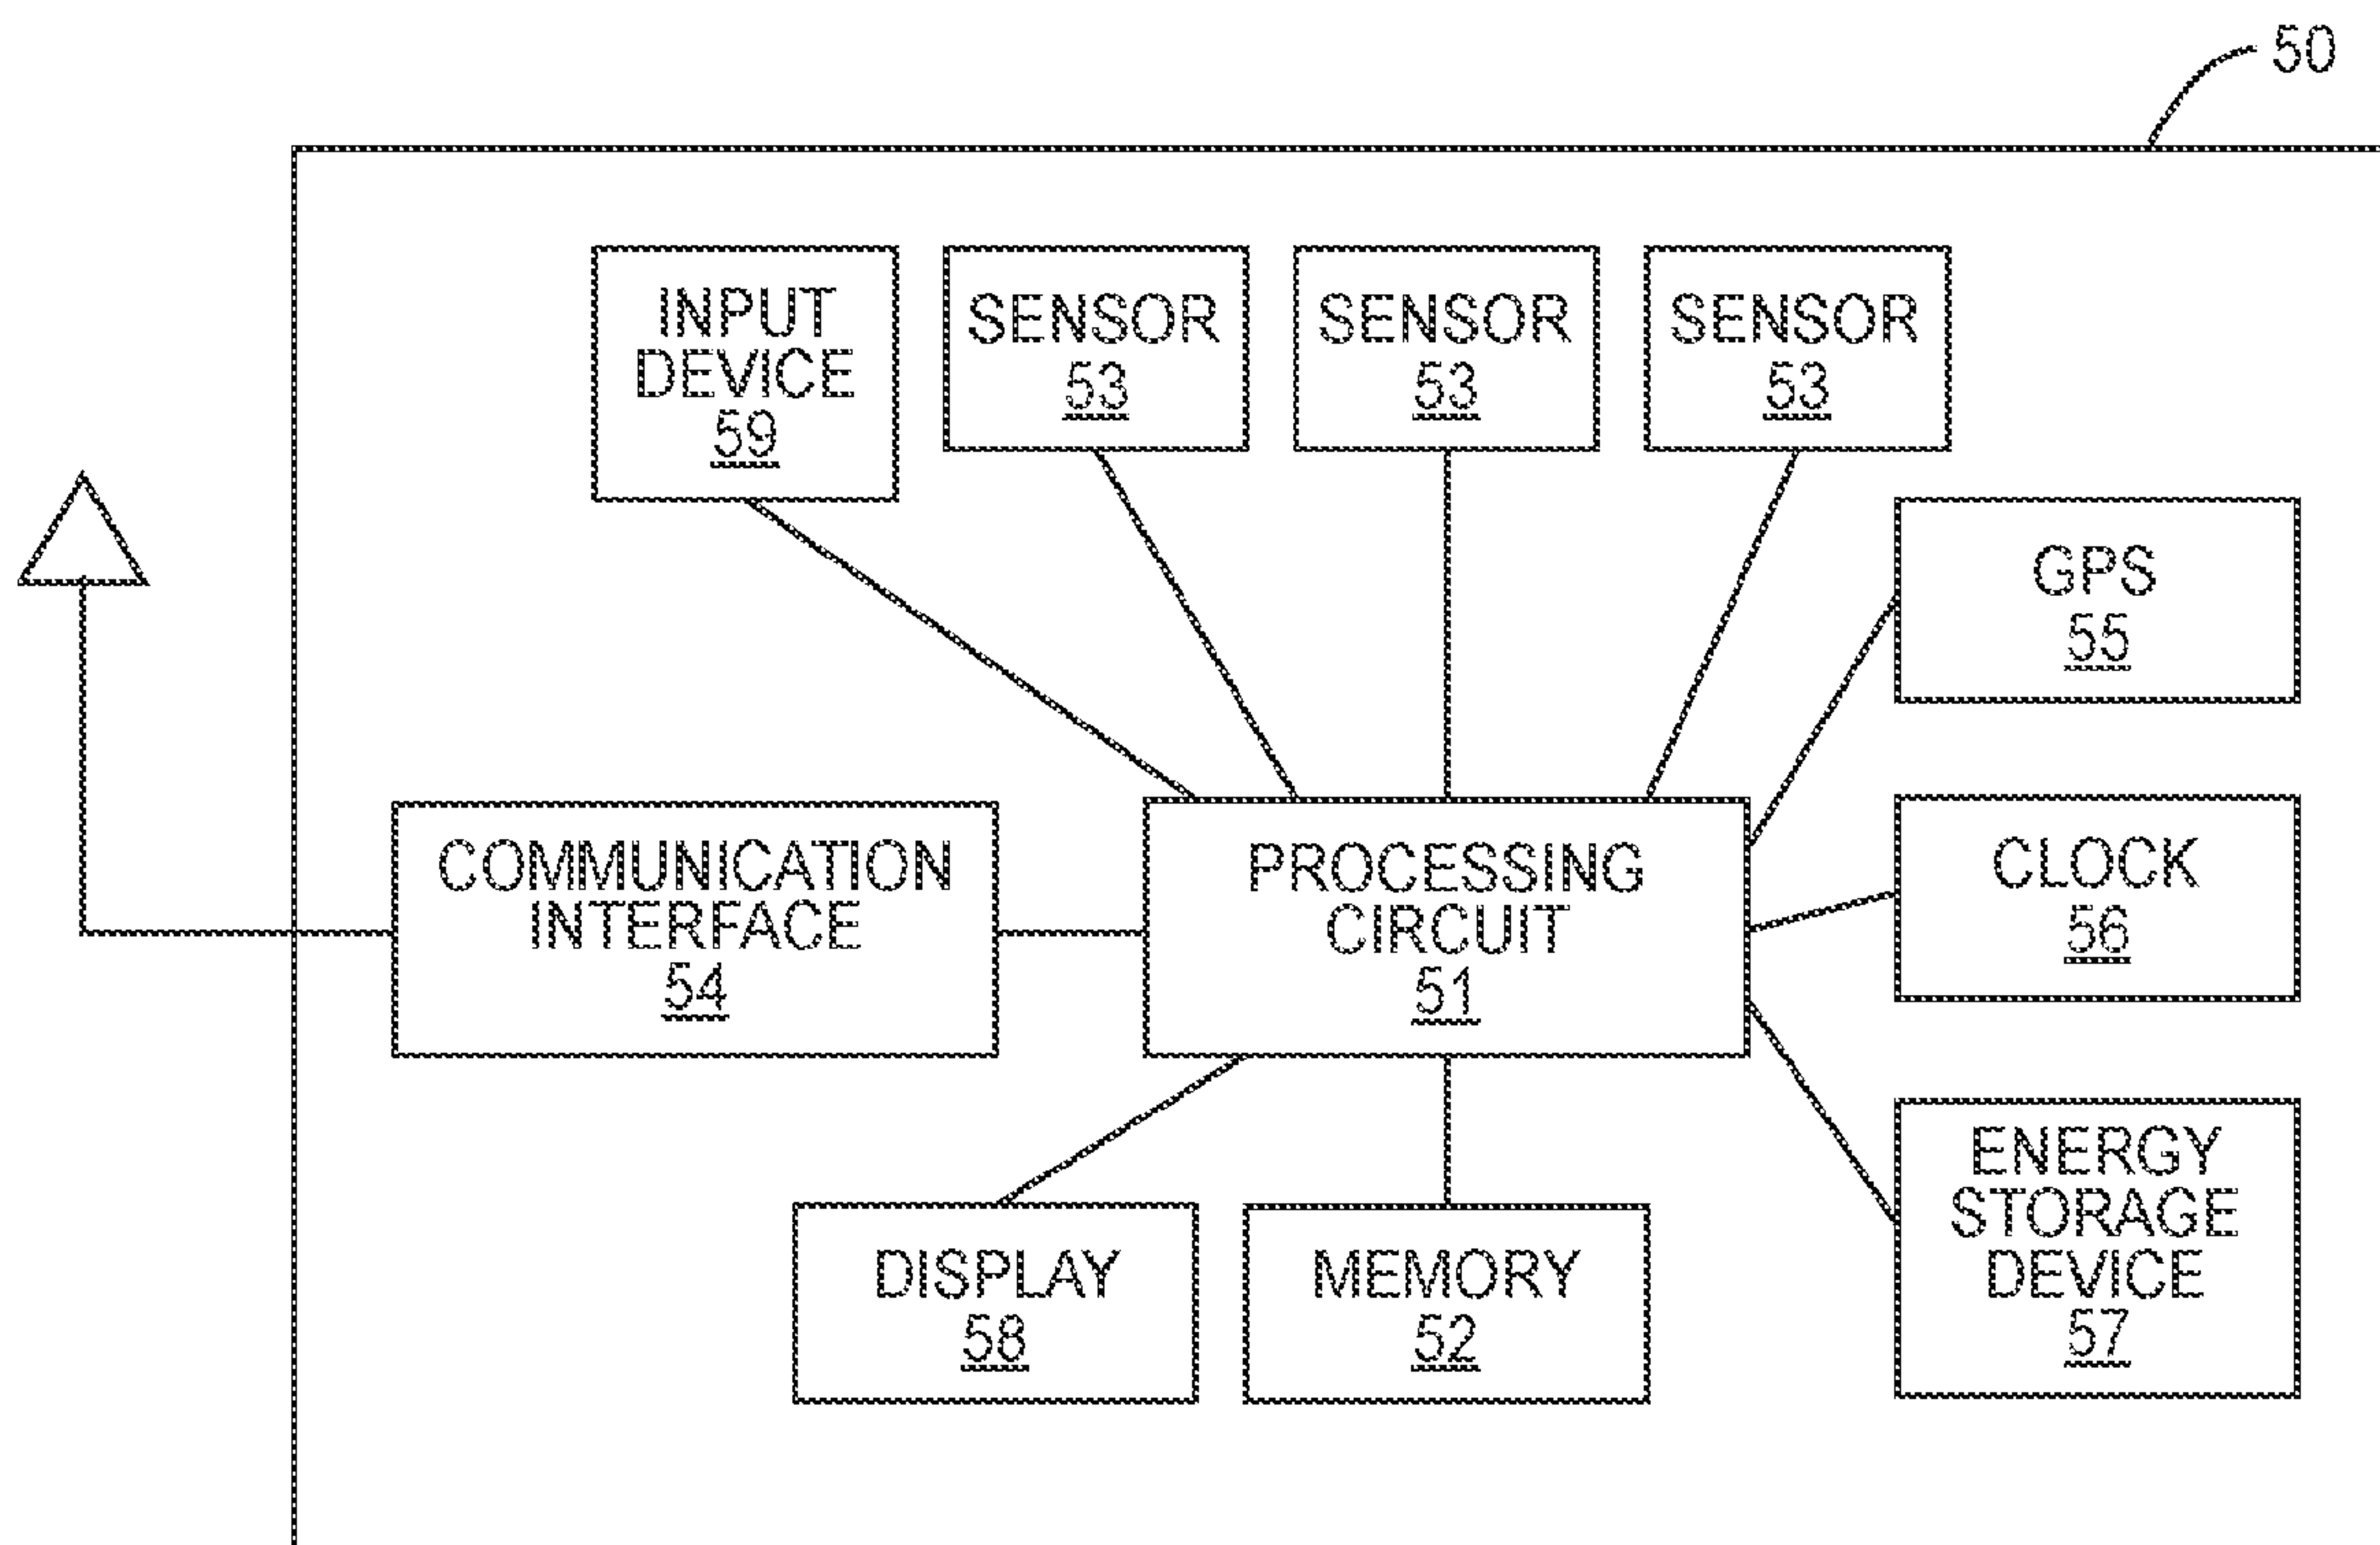 50
INPUT
DEVICE
59
SENSOR
53
SENSOR
53
SENSOR
53
GPS
55
COMMUNICATION
INTERFACE
54
PROCESSING
CIRCUIT
51
CLOCK
56
DISPLAY
58
MEMORY
52
ENERGY
STORAGE
DEVICE
57